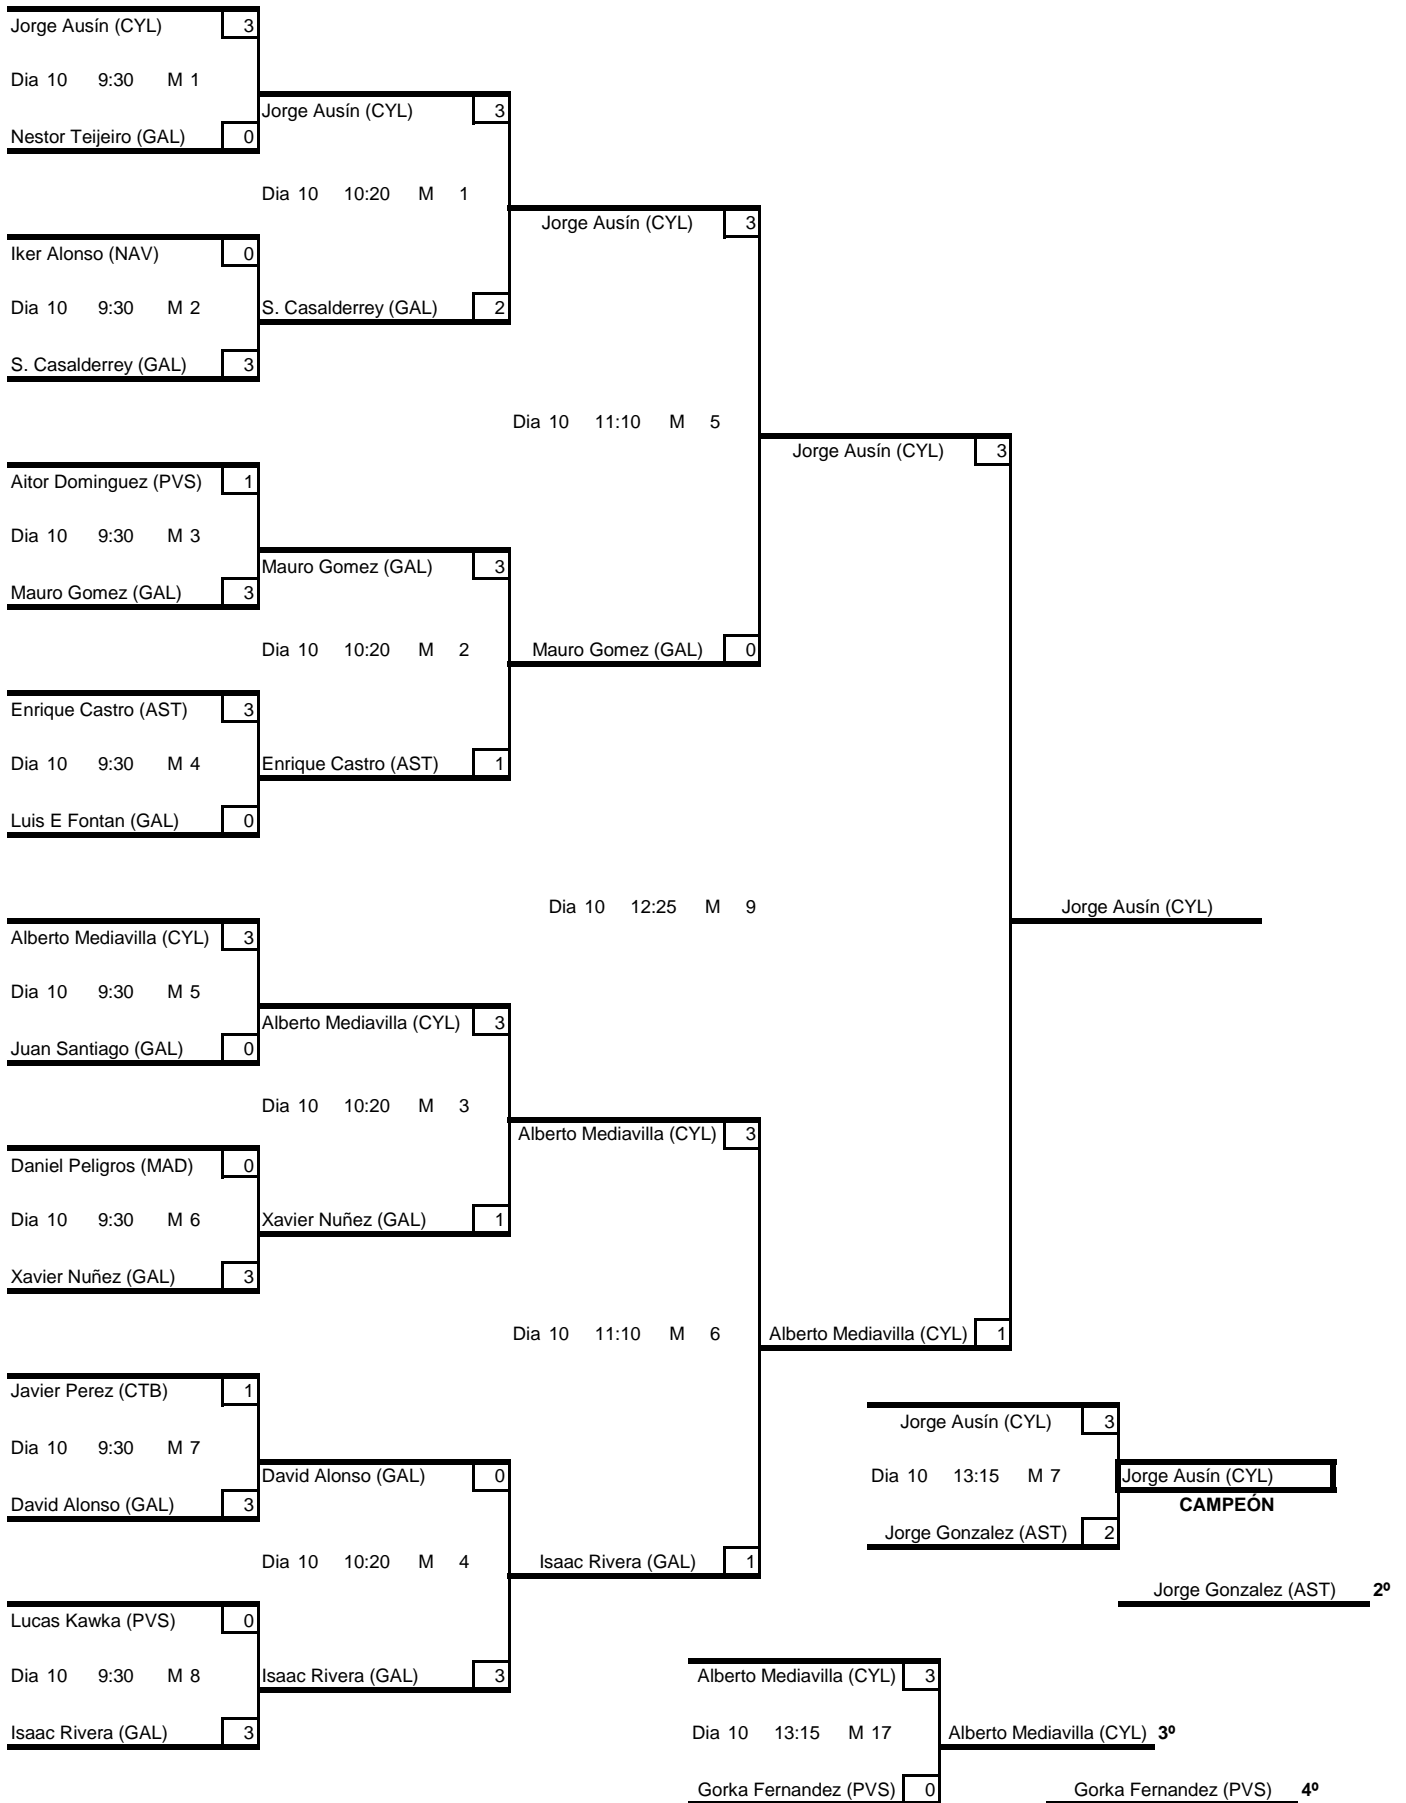 Jorge Ausín (CYL) 3
Dia 10 9:30 M 1
Jorge Ausín (CYL) 3
Nestor Teijeiro (GAL) 0
Dia 10 10:20 M 1
Jorge Ausín (CYL) 3
Iker Alonso (NAV) 0
Dia 10 9:30 M 2 S. Casalderrey (GAL) 2
S. Casalderrey (GAL) 3
Dia 10 11:10 M 5
Jorge Ausín (CYL) 3
Aitor Dominguez (PVS) 1
Dia 10 9:30 M 3
Mauro Gomez (GAL) 3
Mauro Gomez (GAL) 3
Dia 10 10:20 M 2 Mauro Gomez (GAL) 0
Enrique Castro (AST) 3
Dia 10 9:30 M 4 Enrique Castro (AST) 1
Luis E Fontan (GAL) 0
Dia 10 12:25 M 9 Jorge Ausín (CYL)
Alberto Mediavilla (CYL) 3
Dia 10 9:30 M 5
Alberto Mediavilla (CYL) 3
Juan Santiago (GAL) 0
Dia 10 10:20 M 3
Alberto Mediavilla (CYL) 3
Daniel Peligros (MAD) 0
Dia 10 9:30 M 6 Xavier Nuñez (GAL) 1
Xavier Nuñez (GAL) 3
Dia 10 11:10 M 6 Alberto Mediavilla (CYL) 1
Javier Perez (CTB) 1
Jorge Ausín (CYL) 3
Dia 10 9:30 M 7
David Alonso (GAL) 0 Dia 10 13:15 M 7 Jorge Ausín (CYL)
David Alonso (GAL) 3 CAMPEÓN
Jorge Gonzalez (AST) 2
Dia 10 10:20 M 4 Isaac Rivera (GAL) 1
Jorge Gonzalez (AST) 2º
Lucas Kawka (PVS) 0
Dia 10 9:30 M 8 Isaac Rivera (GAL) 3 Alberto Mediavilla (CYL) 3
Isaac Rivera (GAL) 3 Dia 10 13:15 M 17 Alberto Mediavilla (CYL) 3º
Gorka Fernandez (PVS) 0 Gorka Fernandez (PVS) 4º